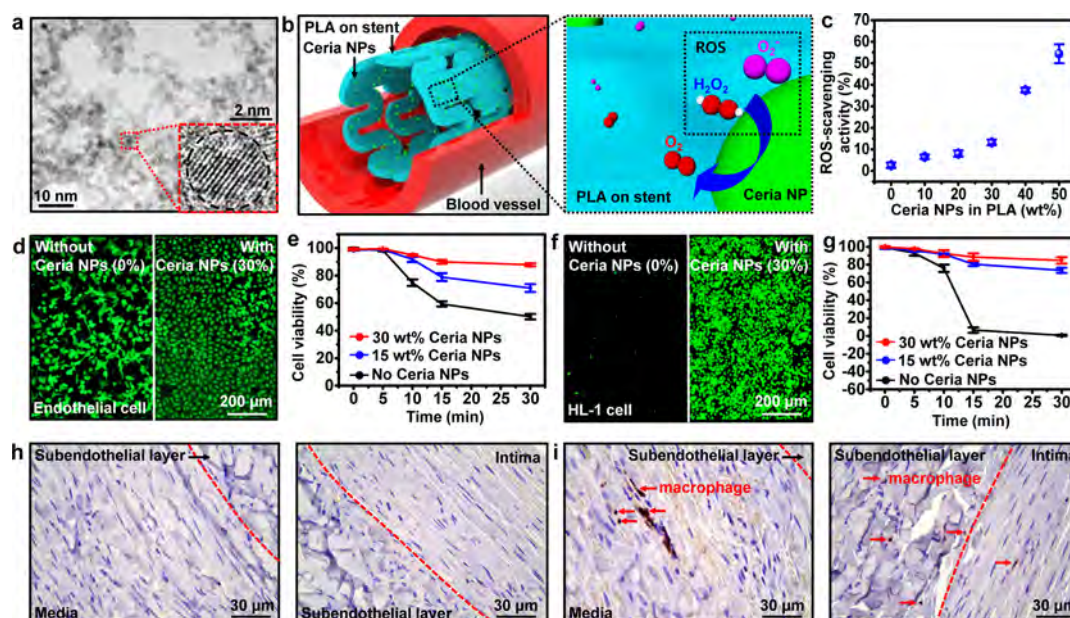 a
2 nm
10 nm
b
PLA on stent
Ceria NPs
Blood vessel
ROS
O₂⁻
H₂O₂
O₂
PLA on stent
Ceria NP
c
ROS-scavenging
activity (%)
70
60
50
40
30
20
10
0
0 10 20 30 40 50
Ceria NPs in PLA (wt%)
d
Without With
Ceria NPs (0%) Ceria NPs (30%)
Endothelial cell
200 µm
e
Cell viability (%)
100
80
60
40
20
0
30 wt% Ceria NPs
15 wt% Ceria NPs
No Ceria NPs
0 5 10 15 20 25 30
Time (min)
f
Without With
Ceria NPs (0%) Ceria NPs (30%)
HL-1 cell
200 µm
g
Cell viability (%)
100
80
60
40
20
0
-20
-40
-60
30 wt% Ceria NPs
15 wt% Ceria NPs
No Ceria NPs
0 5 10 15 20 25 30
Time (min)
h
Subendothelial layer
Media
30 µm
Intima
Subendothelial layer
30 µm
i
Subendothelial layer
macrophage
Media
30 µm
Subendothelial layer Intima
macrophage
30 µm